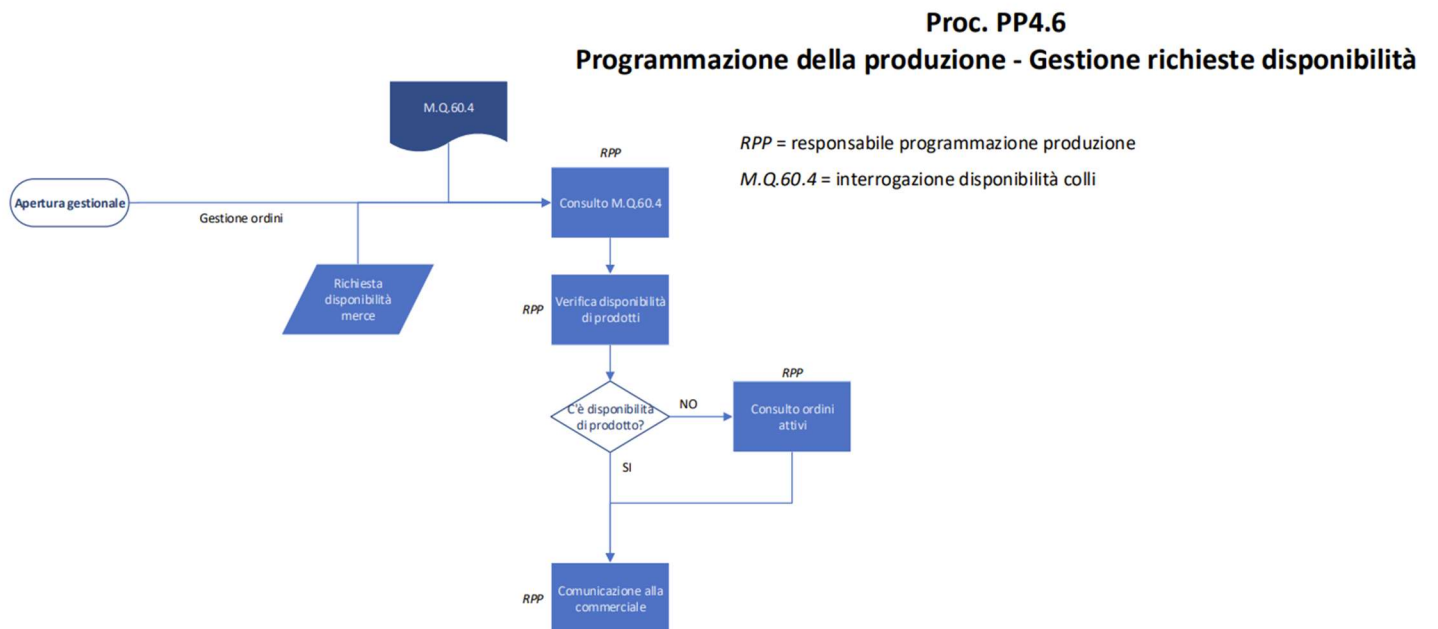 Proc. PP4.6
Programmazione della produzione - Gestione richieste disponibilità
M.Q.60.4
RPP = responsabile programmazione produzione
M.Q.60.4 = interrogazione disponibilità colli
RPP
Apertura gestionale
Gestione ordini
Consulto M.Q.60.4
Richiesta
disponibilità
merce
RPP
Verifica disponibilità
di prodotti
C'è disponibilità
di prodotto?
NO
RPP
Consulto ordini
attivi
SI
RPP
Comunicazione alla
commerciale